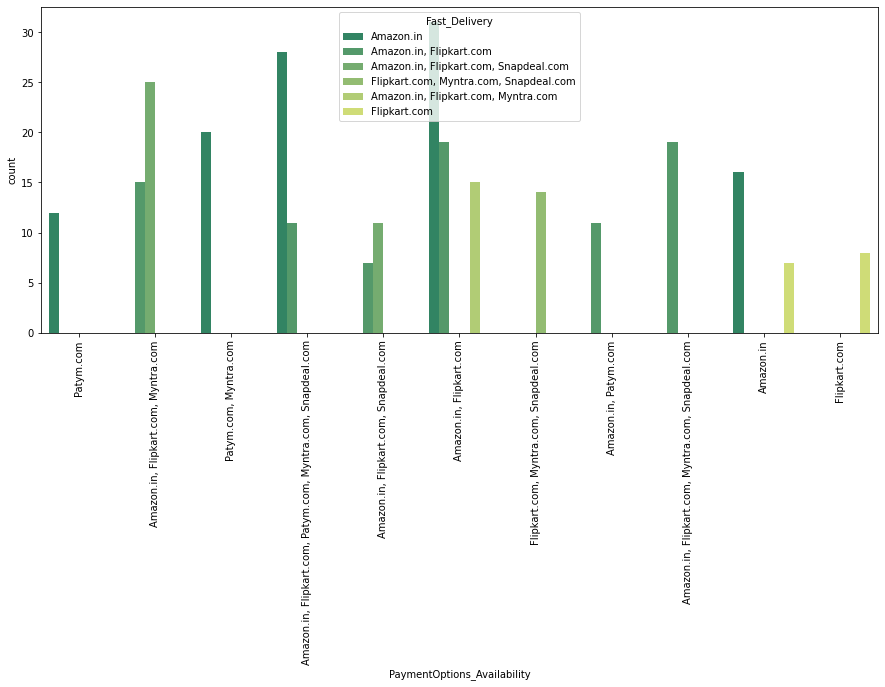 Fast_Delivery
Amazon.in
Amazon.in, Flipkart.com
Amazon.in, Flipkart.com, Snapdeal.com
Flipkart.com, Myntra.com, Snapdeal.com
Amazon.in, Flipkart.com, Myntra.com
Flipkart.com
count
30
25
20
15
10
5
0
Patym.com
Amazon.in, Flipkart.com, Myntra.com
Patym.com, Myntra.com
Amazon.in, Flipkart.com, Patym.com, Myntra.com, Snapdeal.com
Amazon.in, Flipkart.com, Snapdeal.com
Amazon.in, Flipkart.com
Flipkart.com, Myntra.com, Snapdeal.com
Amazon.in, Patym.com
Amazon.in, Flipkart.com, Myntra.com, Snapdeal.com
Amazon.in
Flipkart.com
PaymentOptions_Availability